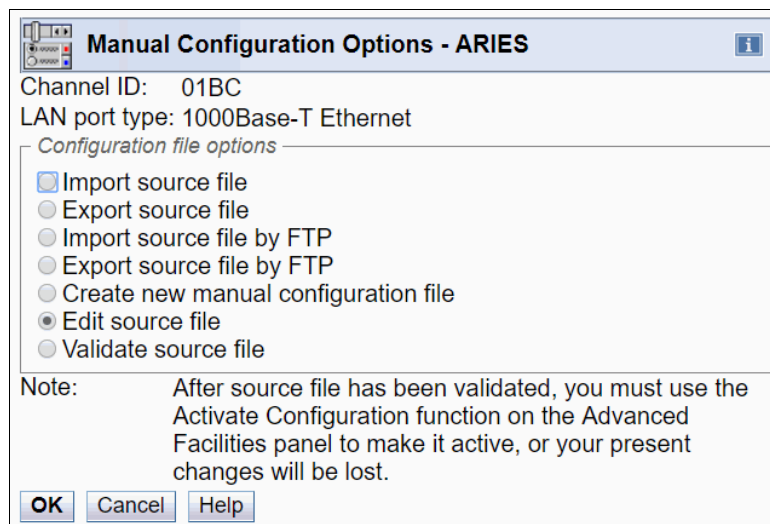 Manual Configuration Options - ARIES
i
Channel ID: 01BC
LAN port type: 1000Base-T Ethernet
Configuration file options
Import source file
Export source file
Import source file by FTP
Export source file by FTP
Create new manual configuration file
Edit source file
Validate source file
Note: After source file has been validated, you must use the
Activate Configuration function on the Advanced
Facilities panel to make it active, or your present
changes will be lost.
OK Cancel Help